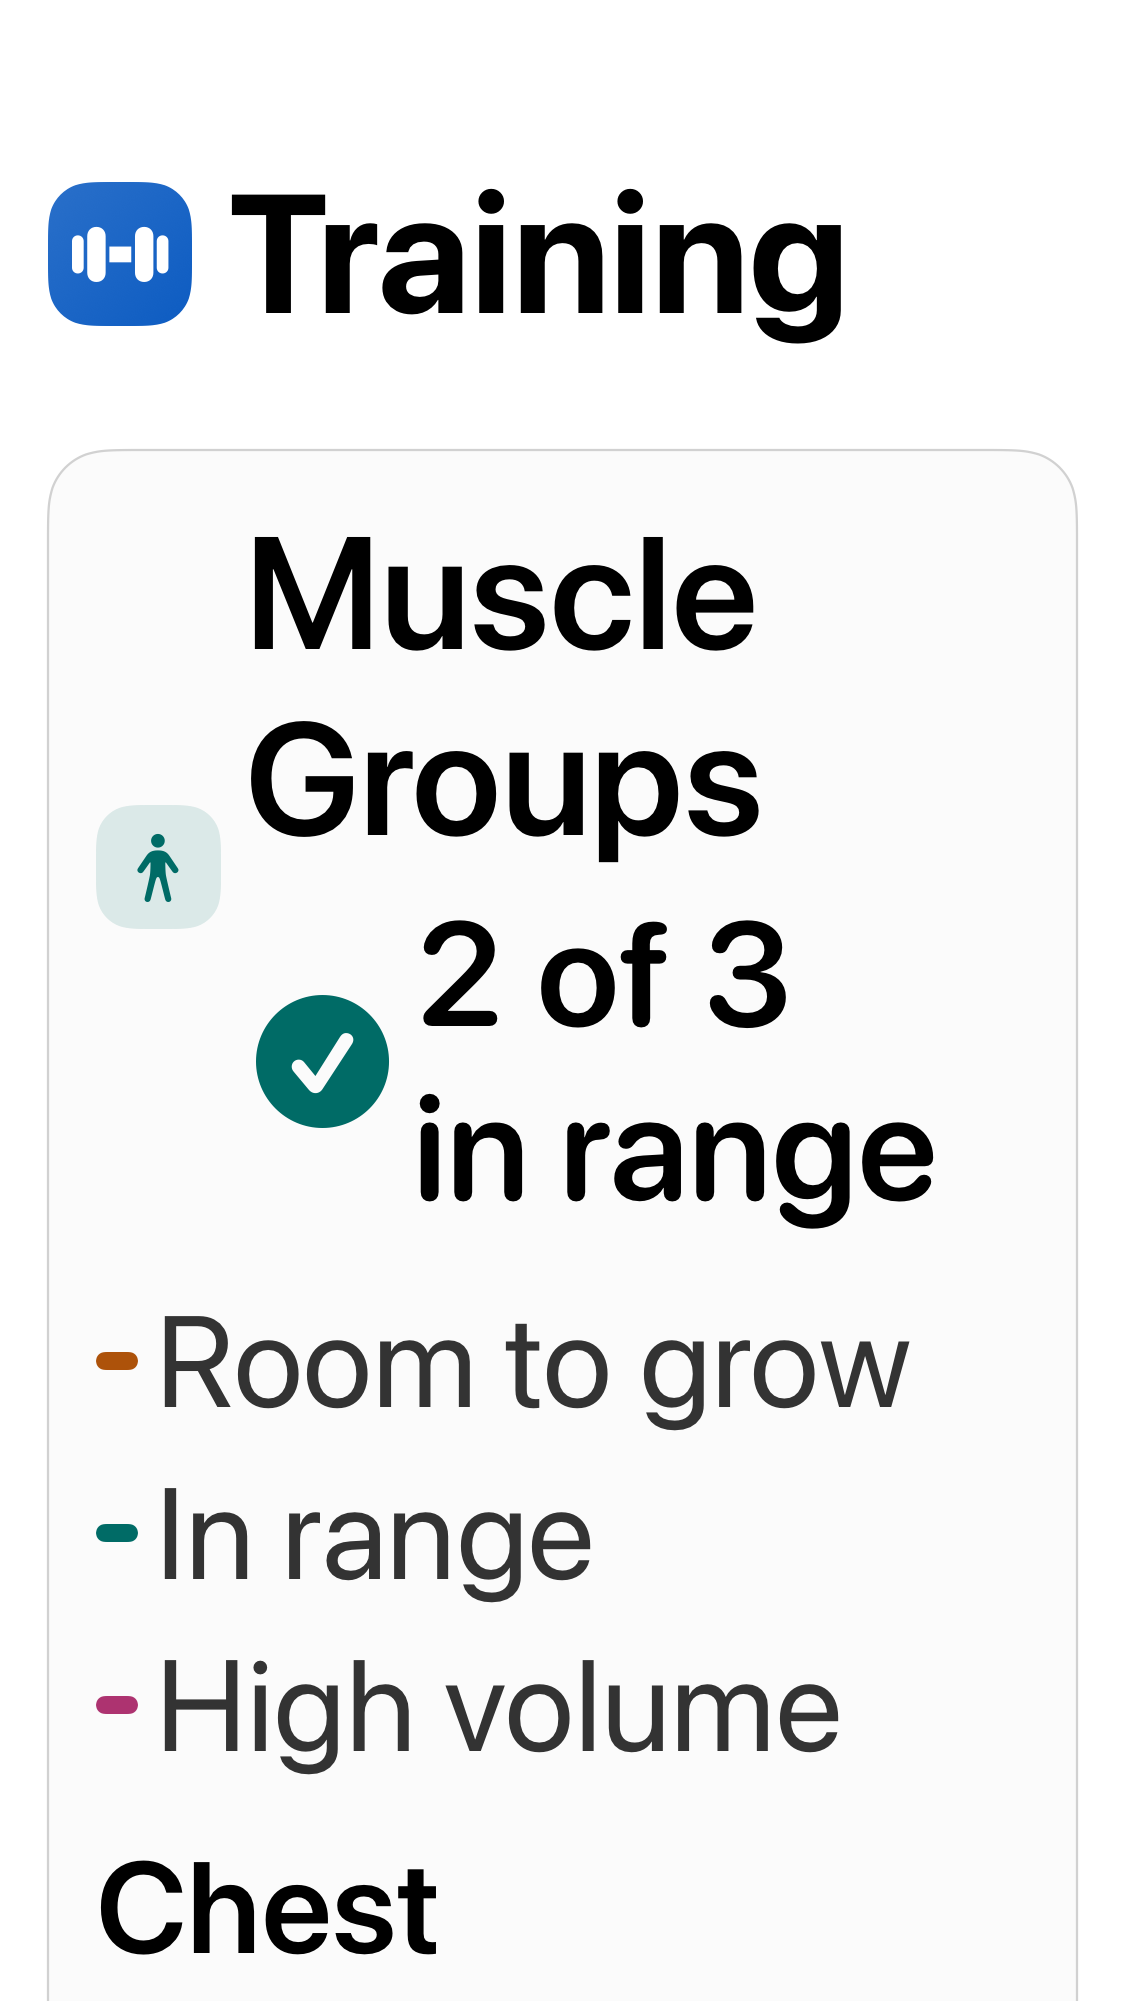 Training
Muscle
Groups
2 of 3
in range
Room to grow
In range
High volume
Chest